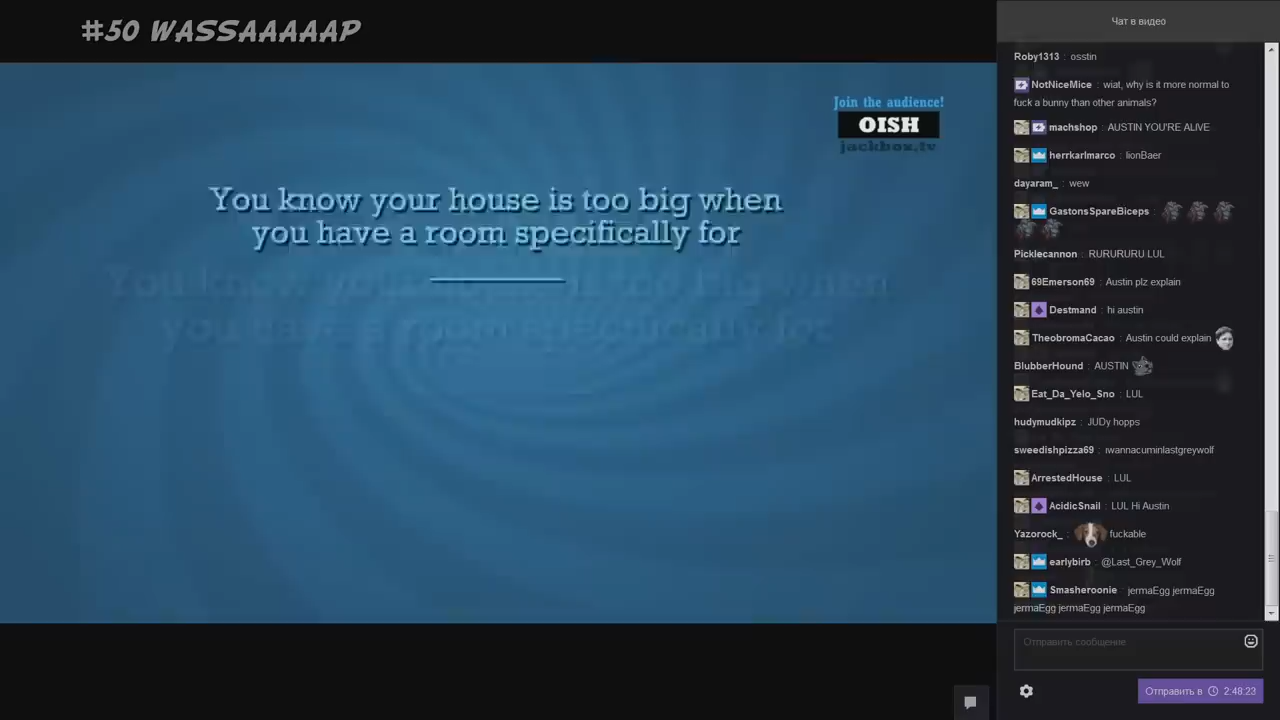 #50 WASSAAAAAP
Join the audience!
OISH
jackbox.tv
You know your house is too big when
you have a room specifically for
Чат в видео
Roby1313 : osstin
NotNiceMice : wiat, why is it more normal to
fuck a bunny than other animals?
machshop : AUSTIN YOU'RE ALIVE
herrkarlmarco : lionBaer
dayaram_ : wew
GastonsSpareBiceps :
Picklecannon : RURURURU LUL
69Emerson69 : Austin plz explain
Destmand : hi austin
TheobromaCacao : Austin could explain
BlubberHound : AUSTIN
Eat_Da_Yelo_Sno : LUL
hudymudkipz : JUDy hopps
sweedishpizza69 : iwannacuminlastgreywolf
ArrestedHouse : LUL
AcidicSnail : LUL Hi Austin
Yazorock_ : fuckable
earlybirb : @Last_Grey_Wolf
Smasheroonie : jermaEgg jermaEgg
jermaEgg jermaEgg jermaEgg
Отправить сообщение
Отправить в 2:48:23